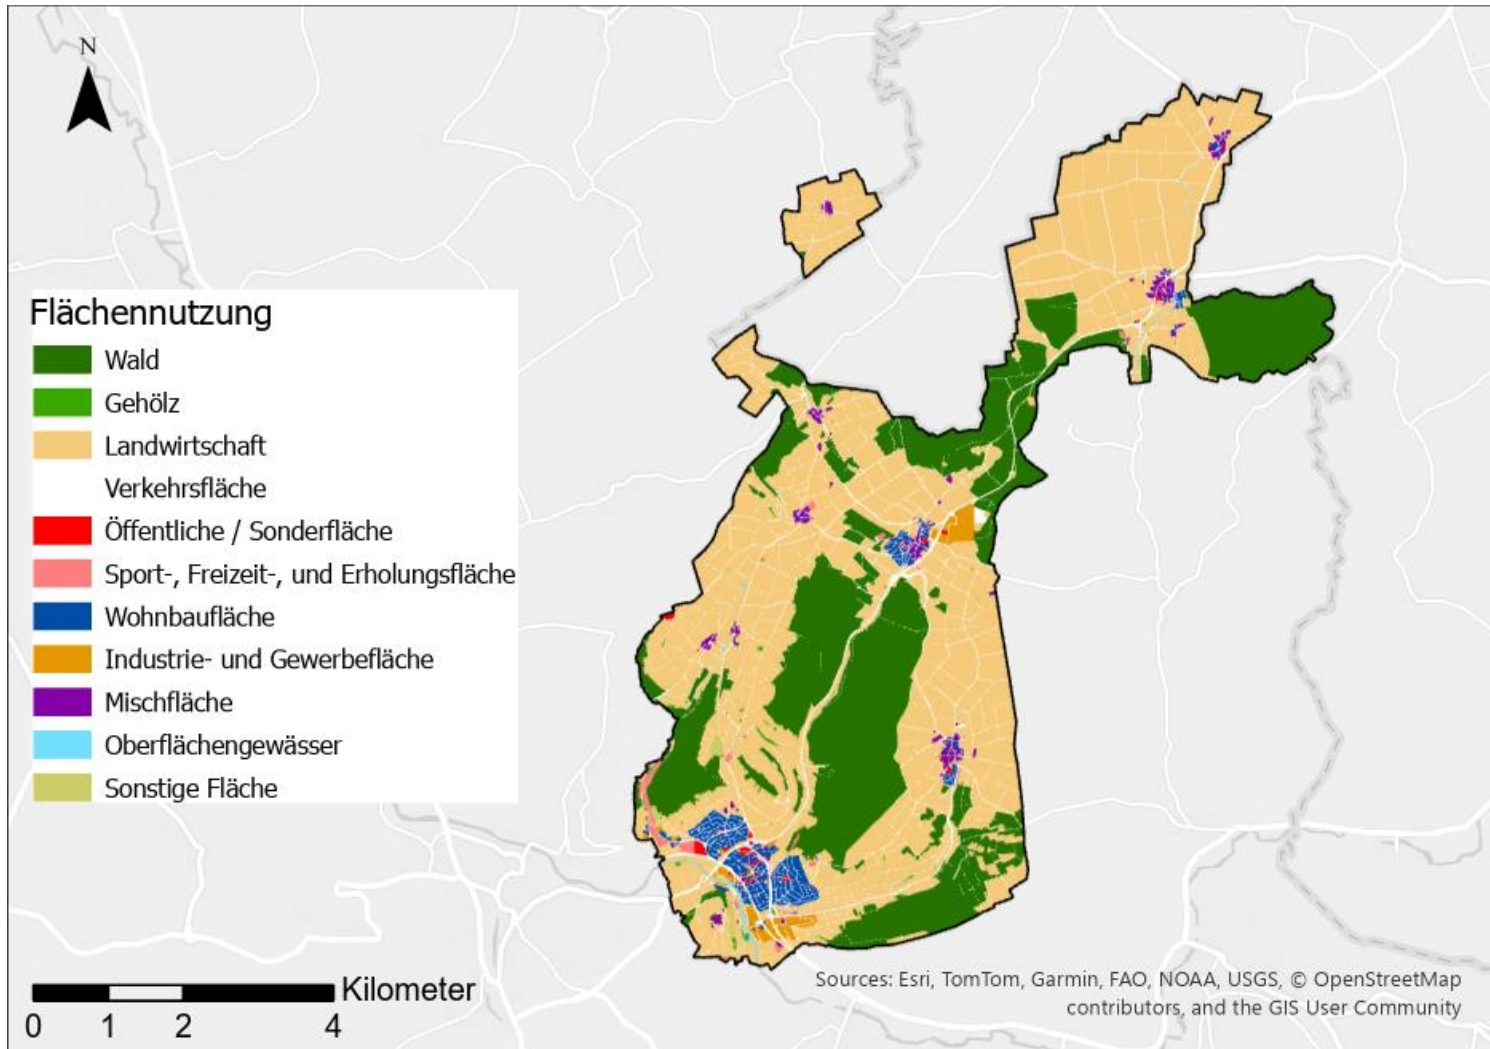 N
Flächennutzung
Wald
Gehölz
Landwirtschaft
Verkehrsfläche
Öffentliche / Sonderfläche
Sport-, Freizeit-, und Erholungsfläche
Wohnbaufläche
Industrie- und Gewerbefläche
Mischfläche
Oberflächengewässer
Sonstige Fläche
Kilometer
0 1 2 4
Sources: Esri, TomTom, Garmin, FAO, NOAA, USGS, © OpenStreetMap
contributors, and the GIS User Community